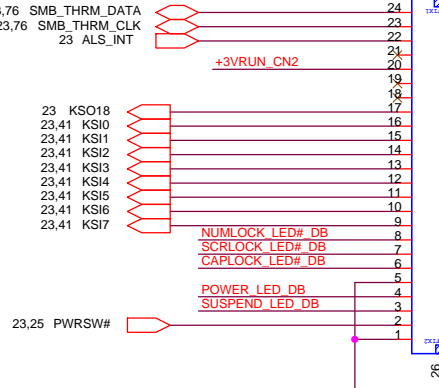 3,76 SMB_THRM_DATA 24
23,76 SMB_THRM_CLK 23
23 ALS_INT 22
21
+3VRUN_CN2 20
19
18
23 KSO18 17
23,41 KSI0 16
23,41 KSI1 15
23,41 KSI2 14
23,41 KSI3 13
23,41 KSI4 12
23,41 KSI5 11
23,41 KSI6 10
23,41 KSI7 9
NUMLOCK_LED#_DB 8
SCRLOCK_LED#_DB 7
CAPLOCK_LED#_DB 6
5
POWER_LED_DB 4
SUSPEND_LED_DB 3
23,25 PWRSW# 2
1
26